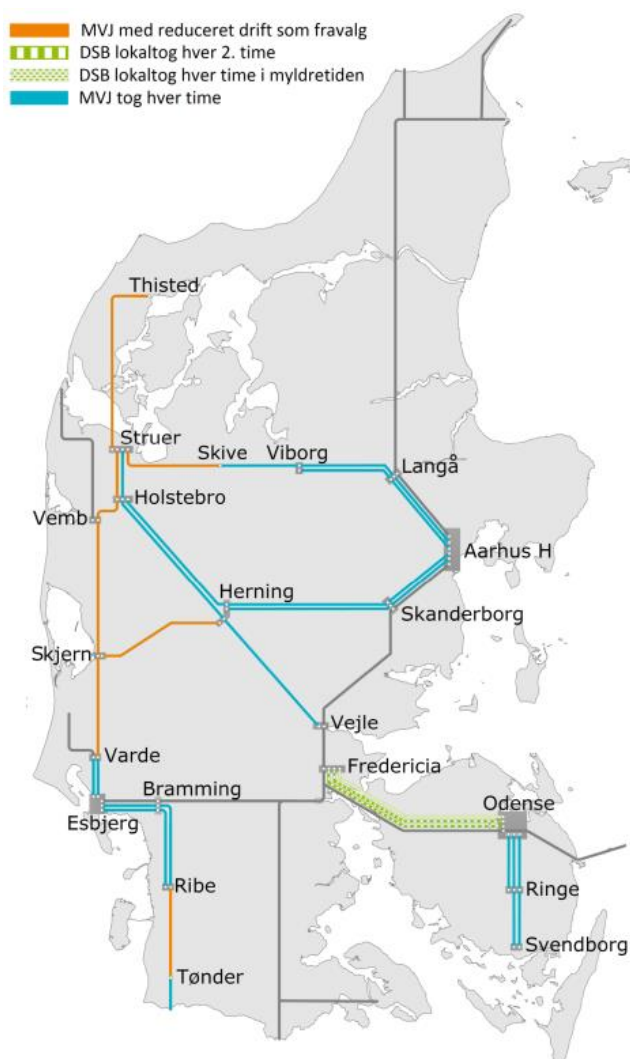 MVJ med reduceret drift som fravalg
DSB lokaltog hver 2. time
DSB lokaltog hver time i myldretiden
MVJ tog hver time
Thisted
Struer
Skive
Viborg
Langå
Holstebro
Vemb
Aarhus H
Herning
Skanderborg
Skjern
Vejle
Varde
Fredericia
Bramming
Odense
Esbjerg
Ribe
Ringe
Svendborg
Tønder